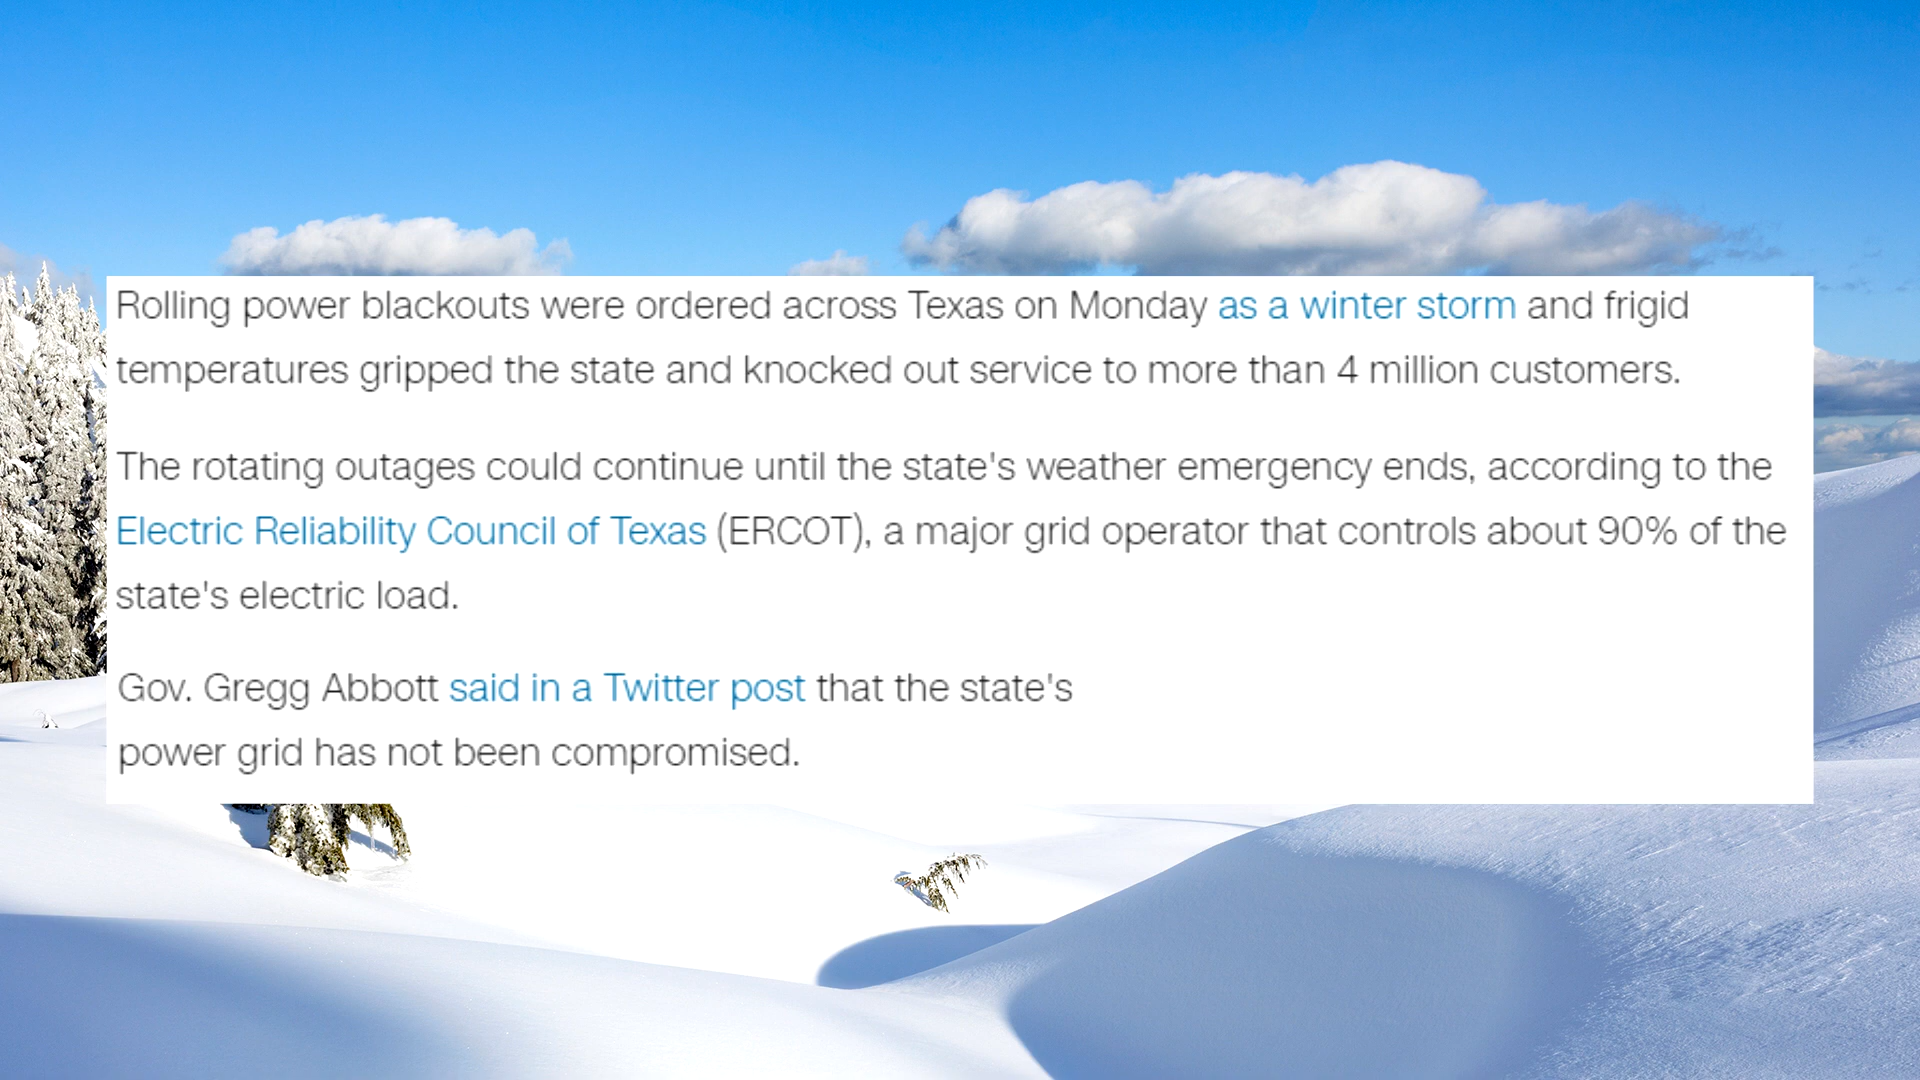 Rolling power blackouts were ordered across Texas on Monday as a winter storm and frigid
temperatures gripped the state and knocked out service to more than 4 million customers.
The rotating outages could continue until the state's weather emergency ends, according to the
Electric Reliability Council of Texas (ERCOT), a major grid operator that controls about 90% of the
state's electric load.
Gov. Gregg Abbott said in a Twitter post that the state's
power grid has not been compromised.